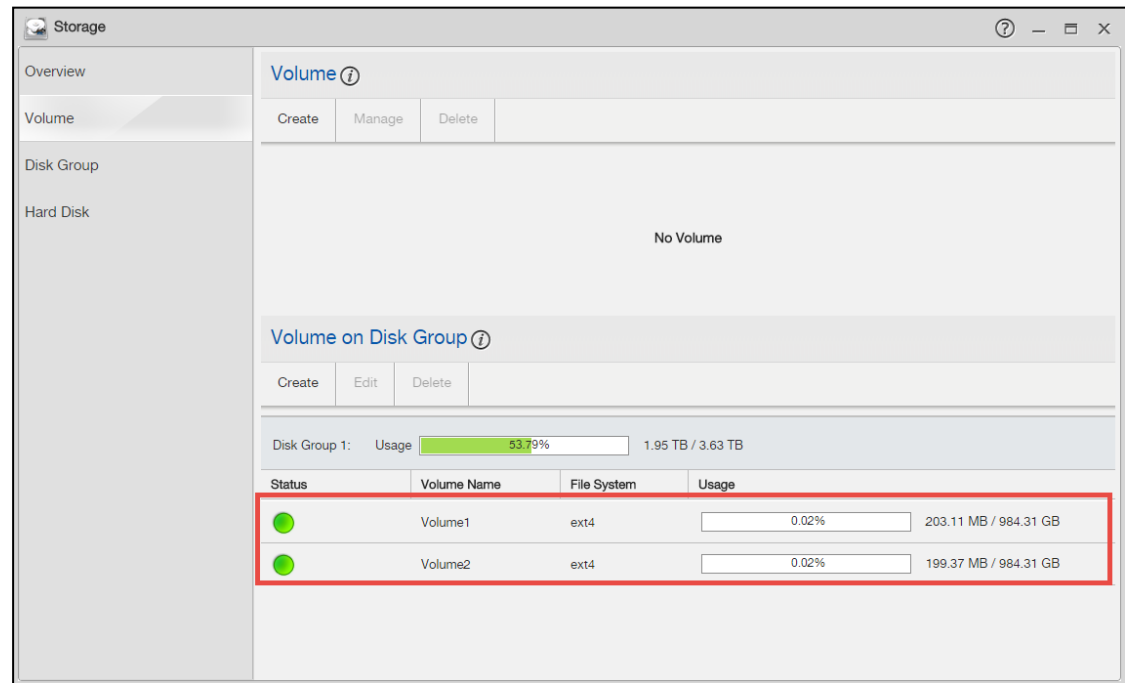 Storage
Overview
Volume
Disk Group
Hard Disk
Volume
Create Manage Delete
No Volume
Volume on Disk Group
Create Edit Delete
Disk Group 1: Usage 53.79% 1.95 TB / 3.63 TB
Status Volume Name File System Usage
Volume1 ext4 0.02% 203.11 MB / 984.31 GB
Volume2 ext4 0.02% 199.37 MB / 984.31 GB